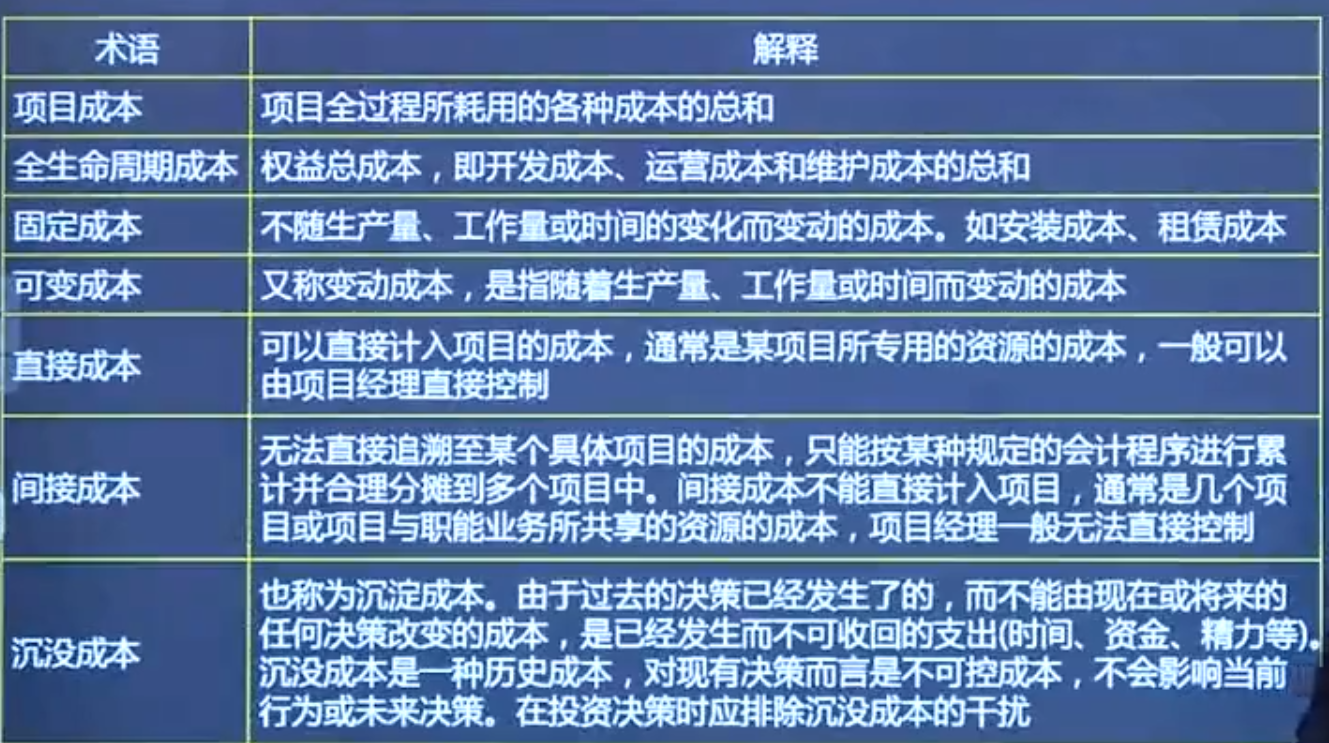 术语
解释
项目成本
项目全过程所耗用的各种成本的总和
全生命周期成本
权益总成本，即开发成本、运营成本和维护成本的总和
固定成本
不随生产量、工作量或时间的变化而变动的成本。如安装成本、租赁成本
可变成本
又称变动成本，是指随着生产量、工作量或时间而变动的成本
直接成本
可以直接计入项目的成本，通常是某项目所专用的资源的成本，一般可以
由项目经理直接控制
间接成本
无法直接追溯至某个具体项目的成本，只能按某种规定的会计程序进行累
计并合理分摊到多个项目中。间接成本不能直接计入项目，通常是几个项
目或项目与职能业务所共享的资源的成本，项目经理一般无法直接控制
沉没成本
也称为沉淀成本。由于过去的决策已经发生了的，而不能由现在或将来的
任何决策改变的成本，是已经发生而不可收回的支出(时间、资金、精力等)。
沉没成本是一种历史成本，对现有决策而言是不可控成本，不会影响当前
行为或未来决策。在投资决策时应排除沉没成本的干扰